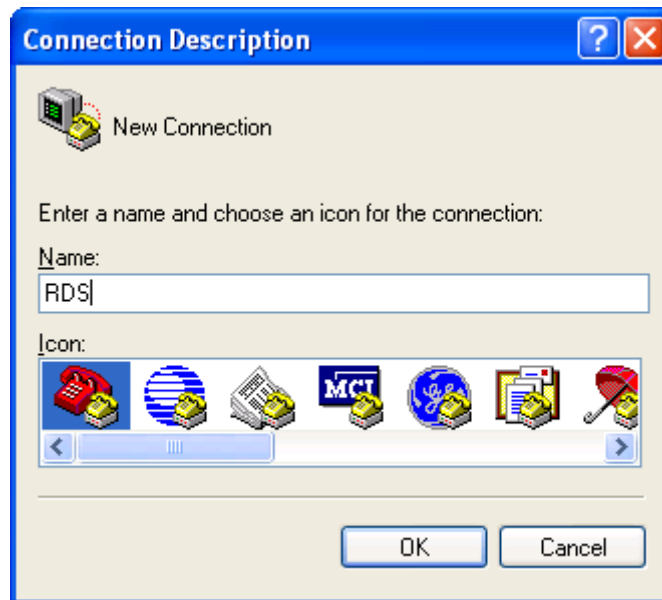 Connection Description
New Connection
Enter a name and choose an icon for the connection:
Name:
RDS
Icon:
MCI
OK Cancel